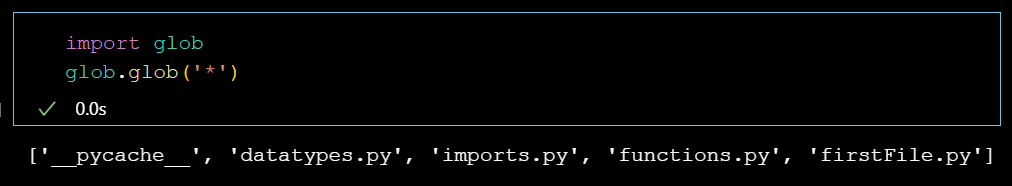 import glob
glob.glob('*')
0.0s
['__pycache__', 'datatypes.py', 'imports.py', 'functions.py', 'firstFile.py']